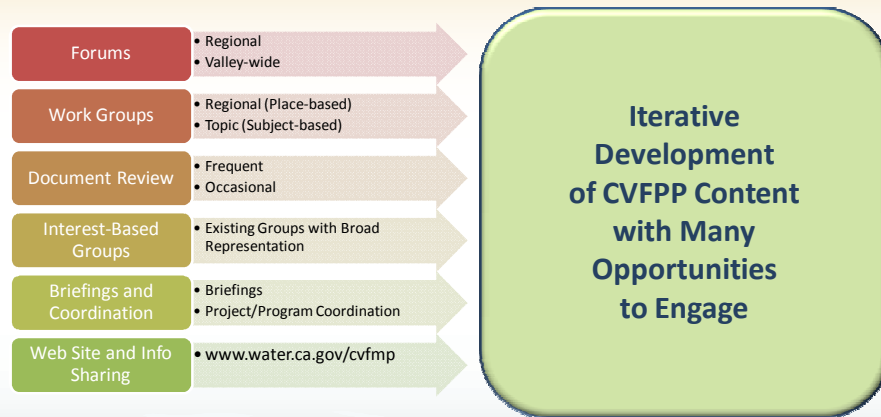 Forums
• Regional
• Valley-wide
Work Groups
• Regional (Place-based)
• Topic (Subject-based)
Document Review
• Frequent
• Occasional
Interest-Based
Groups
• Existing Groups with Broad
Representation
Briefings and
Coordination
• Briefings
• Project/Program Coordination
Web Site and Info
Sharing
• www.water.ca.gov/cvfmp
Iterative
Development
of CVFPP Content
with Many
Opportunities
to Engage